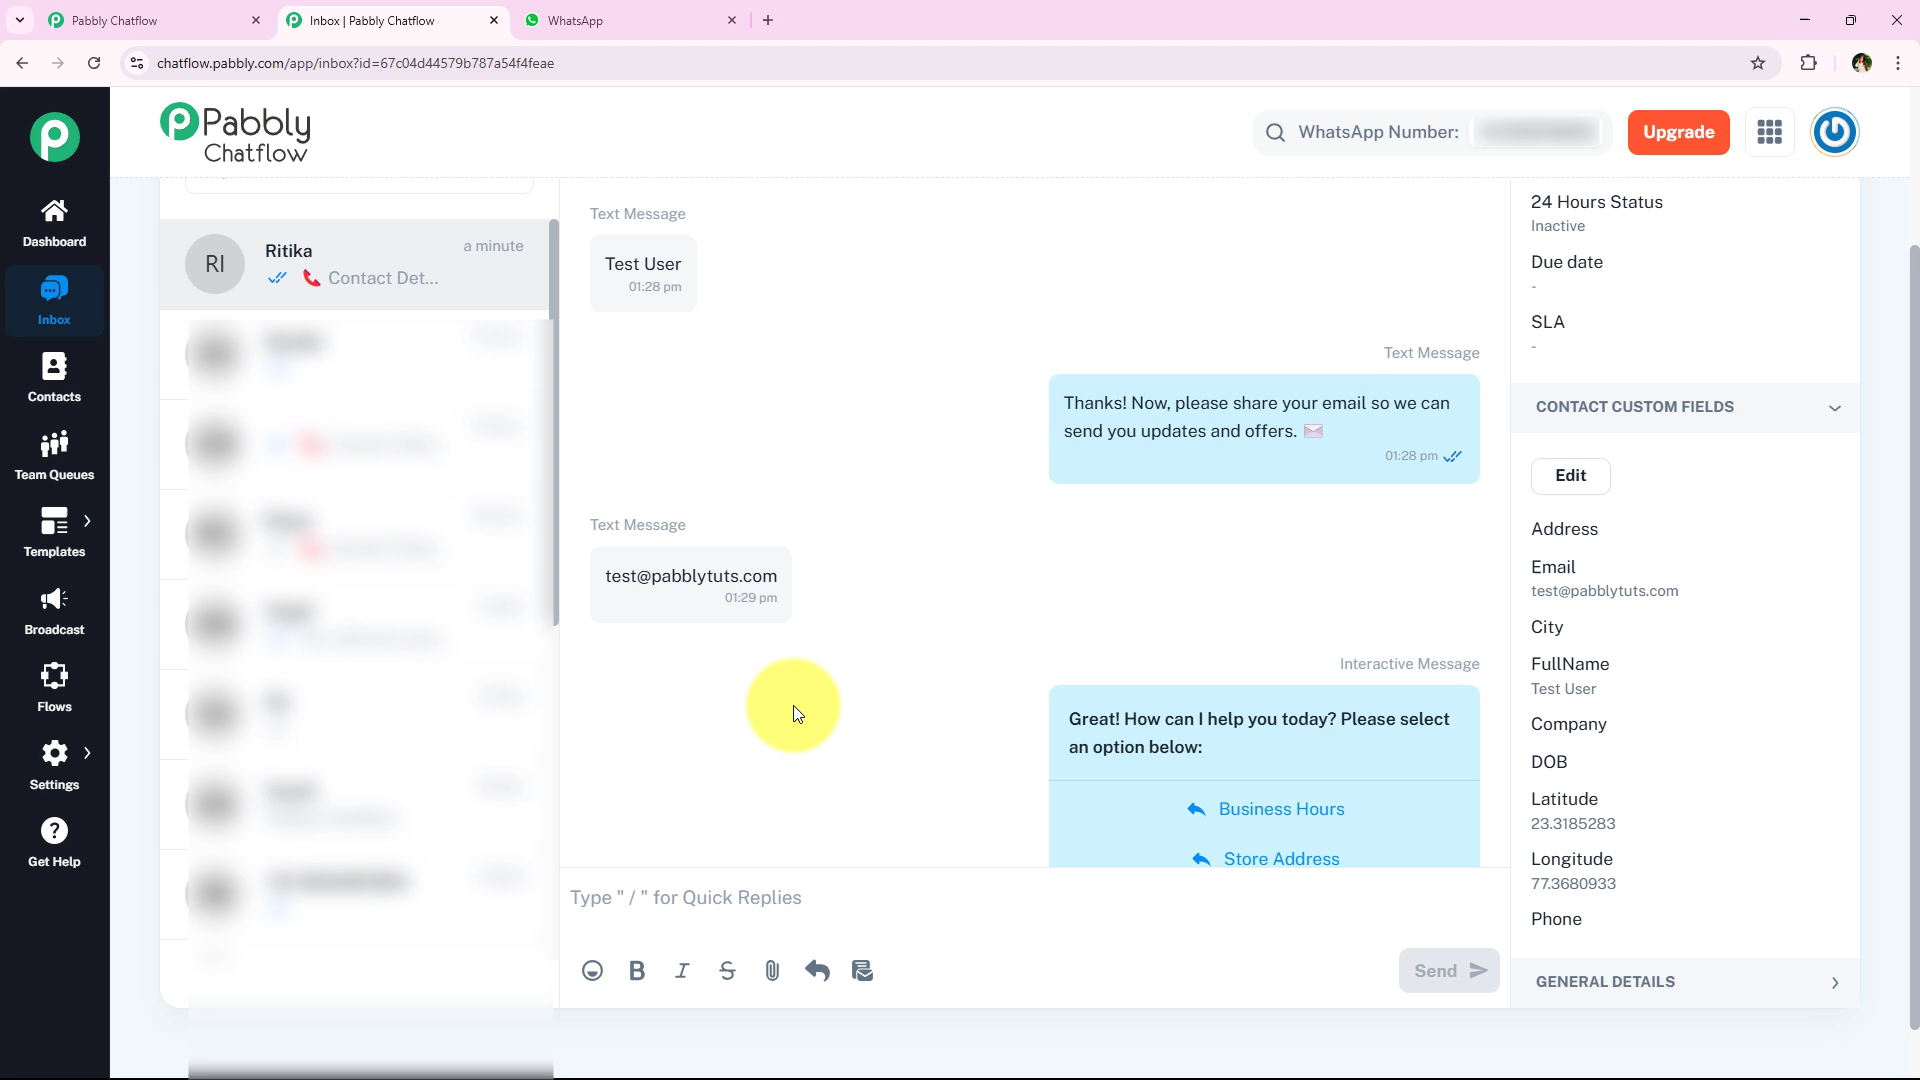 Pabbly Chatflow
Inbox | Pabbly Chatflow
WhatsApp
chatflow.pabbly.com/app/inbox?id=67c04d44579b787a54f4feae
Pabbly
Chatflow
WhatsApp Number:
Upgrade
Dashboard
Inbox
Contacts
Team Queues
Templates
Broadcast
Flows
Settings
Get Help
RI
Ritika
a minute
Contact Det...
Text Message
Test User
01:28 pm
Text Message
Thanks! Now, please share your email so we can
send you updates and offers.
01:28 pm
Text Message
test@pabblytuts.com
01:29 pm
Interactive Message
Great! How can I help you today? Please select
an option below:
Business Hours
Store Address
Type " / " for Quick Replies
B
I
S
Send
24 Hours Status
Inactive
Due date
-
SLA
-
CONTACT CUSTOM FIELDS
Edit
Address
Email
test@pabblytuts.com
City
FullName
Test User
Company
DOB
Latitude
23.3185283
Longitude
77.3680933
Phone
GENERAL DETAILS